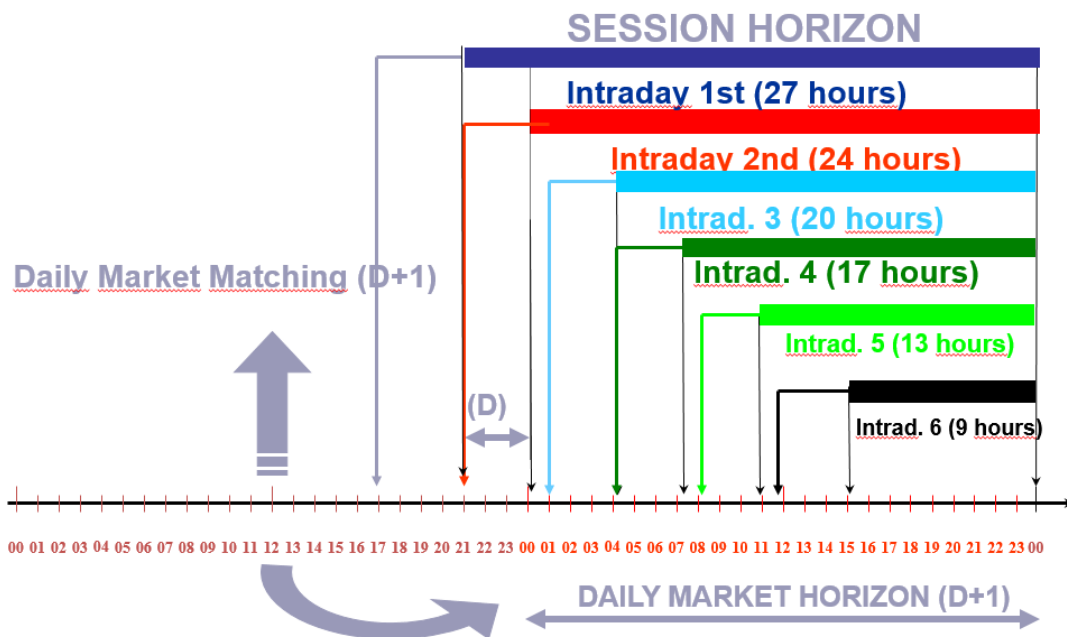 SESSION HORIZON
Intraday 1st (27 hours)
Intraday 2nd (24 hours)
Intrad. 3 (20 hours)
Daily Market Matching (D+1)
Intrad. 4 (17 hours)
Intrad. 5 (13 hours)
(D)
Intrad. 6 (9 hours)
00 01 02 03 04 05 06 07 08 09 10 11 12 13 14 15 16 17 18 19 20 21 22 23 00 01 02 03 04 05 06 07 08 09 10 11 12 13 14 15 16 17 18 19 20 21 22 23 00
DAILY MARKET HORIZON (D+1)